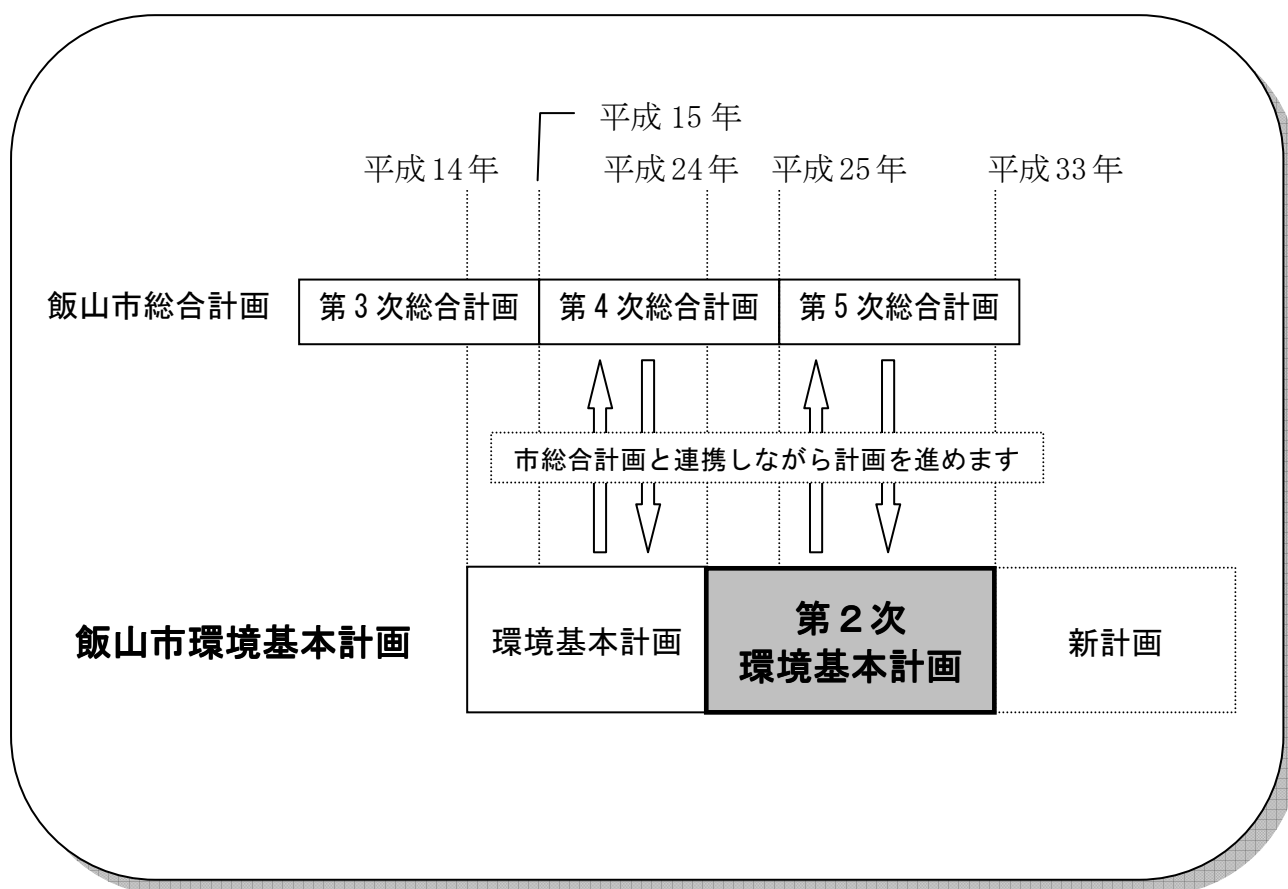 平成15年
平成14年
平成24年
平成25年
平成33年
飯山市総合計画
第3次総合計画
第4次総合計画
第5次総合計画
市総合計画と連携しながら計画を進めます
飯山市環境基本計画
環境基本計画
第2次
環境基本計画
新計画